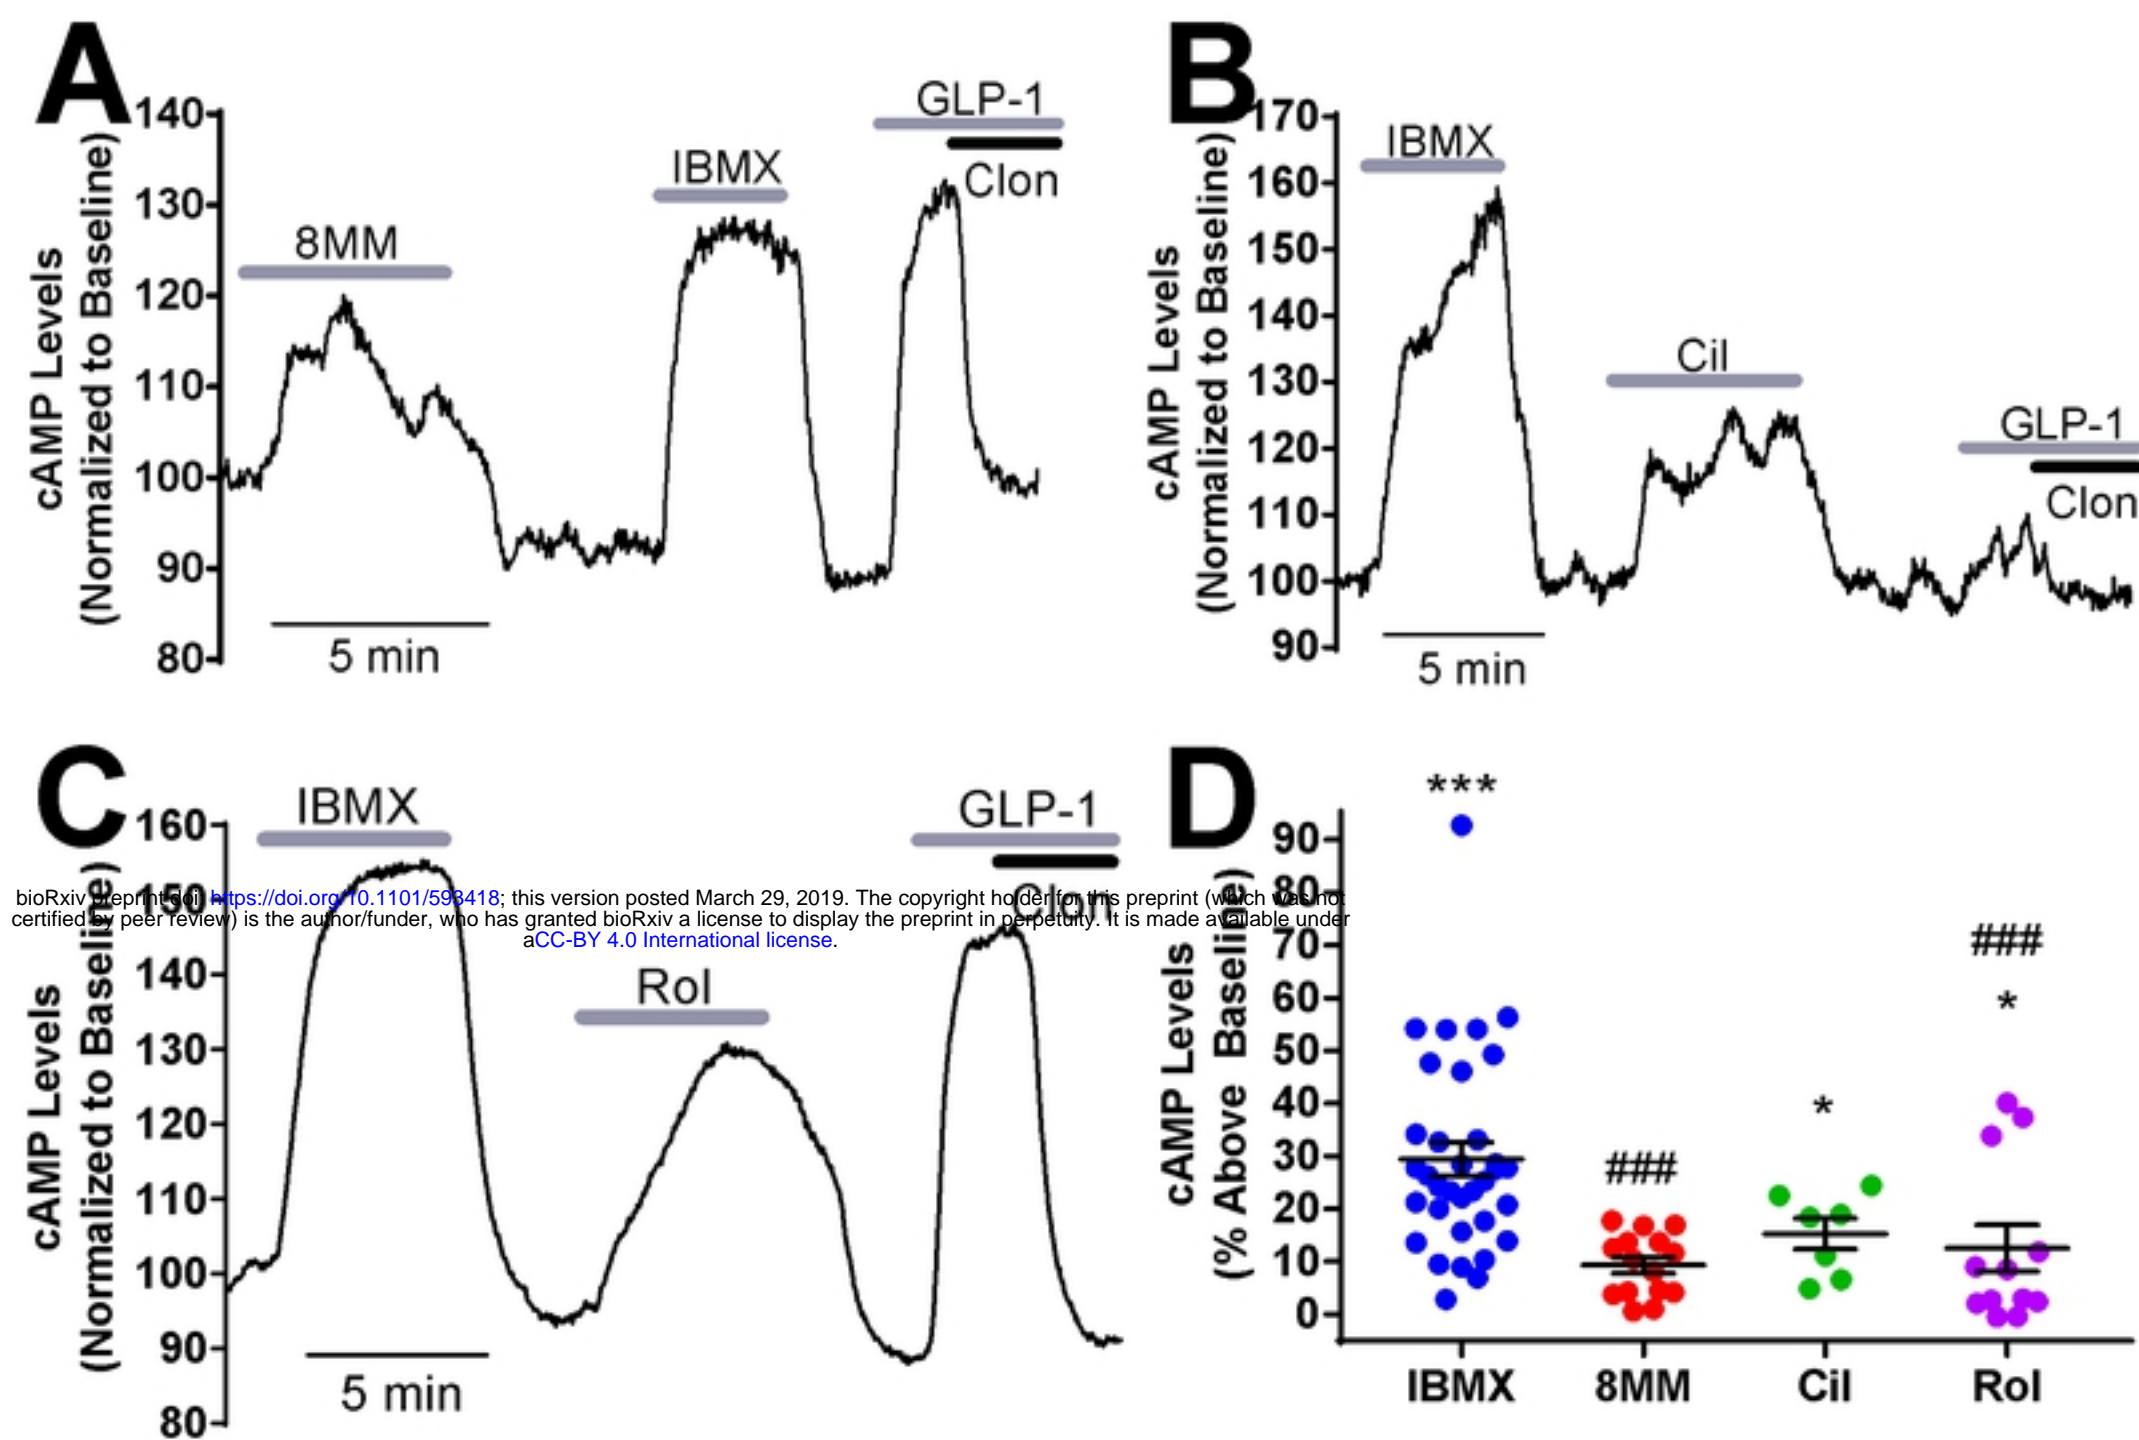 A
140
130
120
110
100
90
80
cAMP Levels
(Normalized to Baseline)
8MM
IBMX
GLP-1
Clon
5 min
B
170
160
150
140
130
120
110
100
90
cAMP Levels
(Normalized to Baseline)
IBMX
Cil
GLP-1
Clon
5 min
C
160
150
140
130
120
110
100
90
80
cAMP Levels
(Normalized to Baseline)
IBMX
Rol
GLP-1
Clon
5 min
bioRxiv preprint doi: https://doi.org/10.1101/593418; this version posted March 29, 2019. The copyright holder for this preprint (which was not
certified by peer review) is the author/funder, who has granted bioRxiv a license to display the preprint in perpetuity. It is made available under
aCC-BY 4.0 International license.
D
90
80
70
60
50
40
30
20
10
0
cAMP Levels
(% Above Baseline)
***
###
*
###
*
IBMX
8MM
Cil
Rol